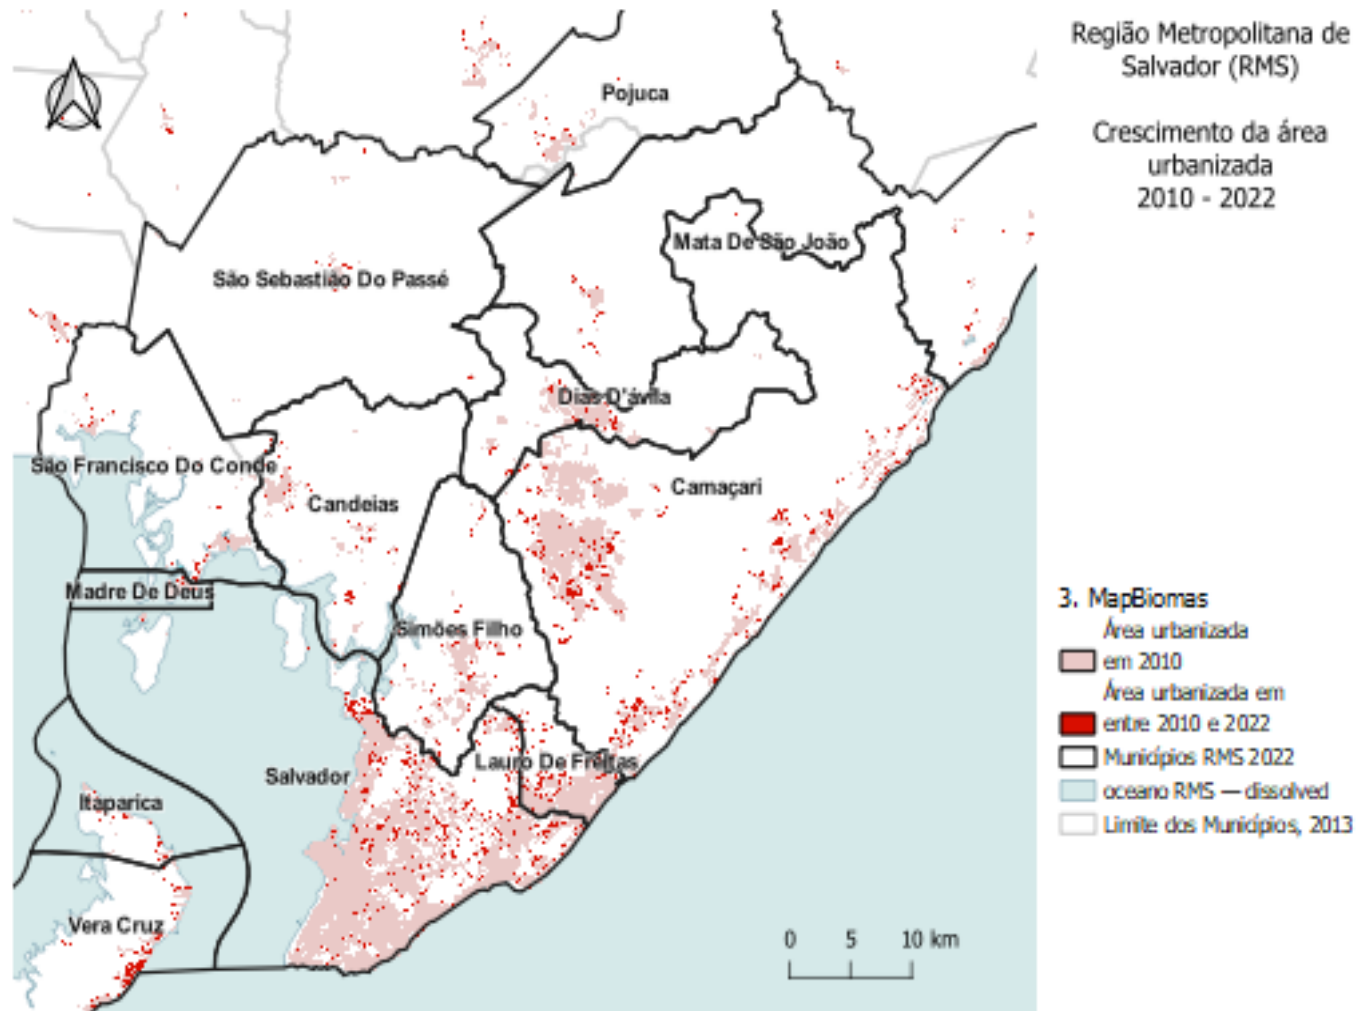 Região Metropolitana de
Salvador (RMS)
Crescimento da área
urbanizada
2010 - 2022
Pojuca
Mata De São João
São Sebastião Do Passé
Dias D'ávila
São Francisco Do Conde
Candeias
Camaçari
Madre De Deus
Simões Filho
Lauro De Freitas
Salvador
Itaparica
Vera Cruz
0 5 10 km
3. MapBiomas
Área urbanizada
em 2010
Área urbanizada em
entre 2010 e 2022
Municípios RMS 2022
oceano RMS — dissolved
Limite dos Municípios, 2013